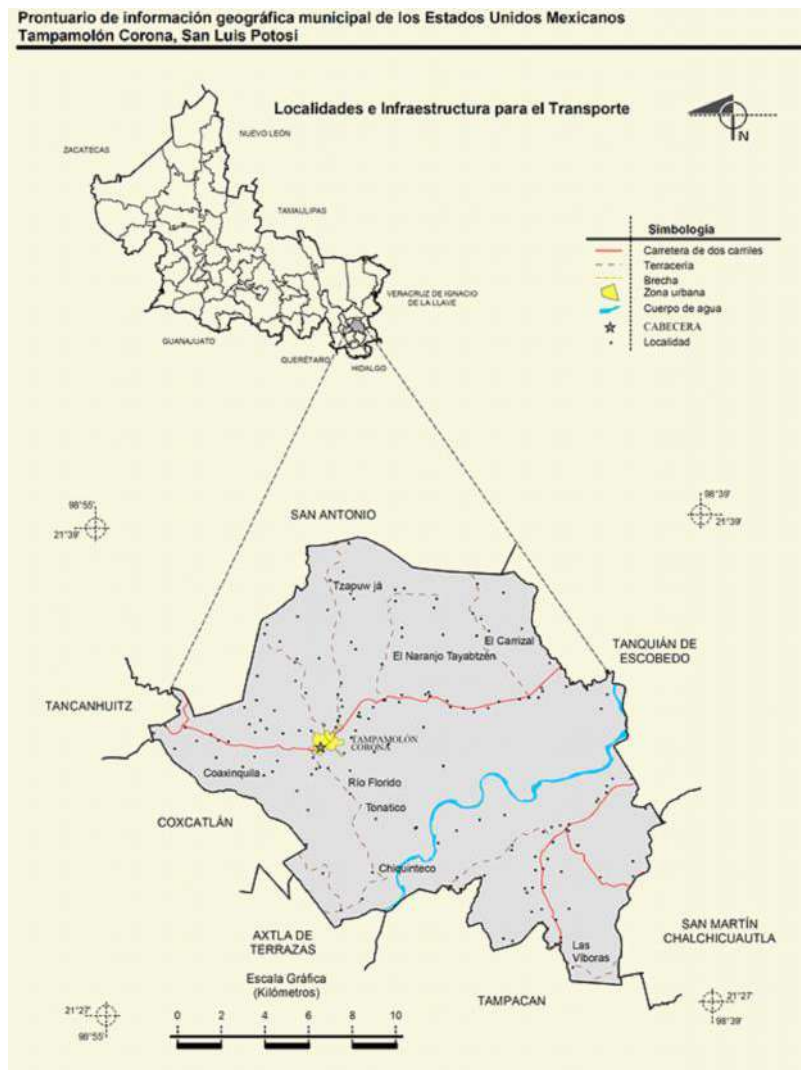 Prontuario de información geográfica municipal de los Estados Unidos Mexicanos
Tampamolón Corona, San Luis Potosi
Localidades e Infraestructura para el Transporte
N
NUEVO LEÓN
ZACATECAS
TAMAULIPAS
VERACRUZ DE IGNACIO
DE LA LLAVE
GUANAJUATO
QUERÉTARO
HIDALGO
Simbología
Carretera de dos carriles
Terracería
Brecha
Zona urbana
Cuerpo de agua
CABECERA
Localidad
98°55'
21°39'
98°39'
21°39'
SAN ANTONIO
Tzapuw já
El Carrizal
El Naranjo Tayabtzén
TANQUIÁN DE
ESCOBEDO
TANCANHUITZ
TAMPAMOLÓN
CORONA
Coaxinquila
Río Florido
Tonatico
COXCATLÁN
Chiquinteco
AXTLA DE
TERRAZAS
SAN MARTÍN
CHALCHICUAUTLA
Las
Víboras
TAMPACAN
Escala Gráfica
(Kilómetros)
0 2 4 6 8 10
21°27'
98°55'
21°27'
98°39'